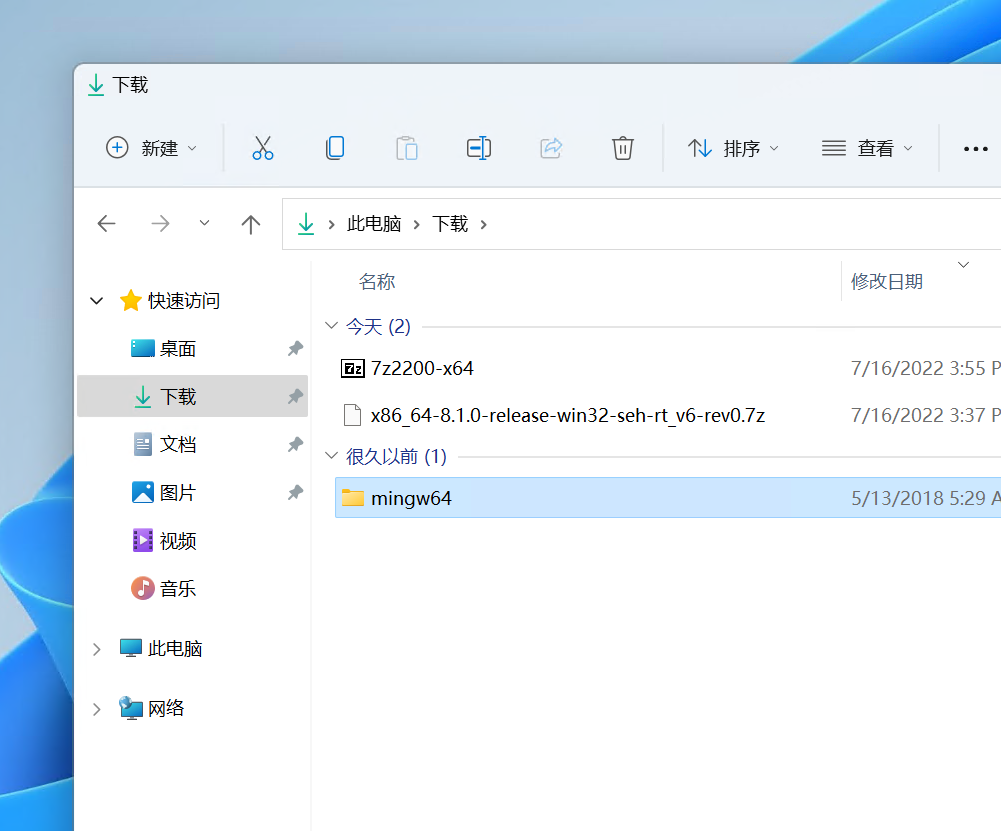 下载
新建 排序 查看
此电脑 下载
名称 修改日期
快速访问
今天 (2)
桌面
7z2200-x64 7/16/2022 3:55 P
下载
x86_64-8.1.0-release-win32-seh-rt_v6-rev0.7z 7/16/2022 3:37 P
文档
很久以前 (1)
图片
mingw64 5/13/2018 5:29 A
视频
音乐
此电脑
网络